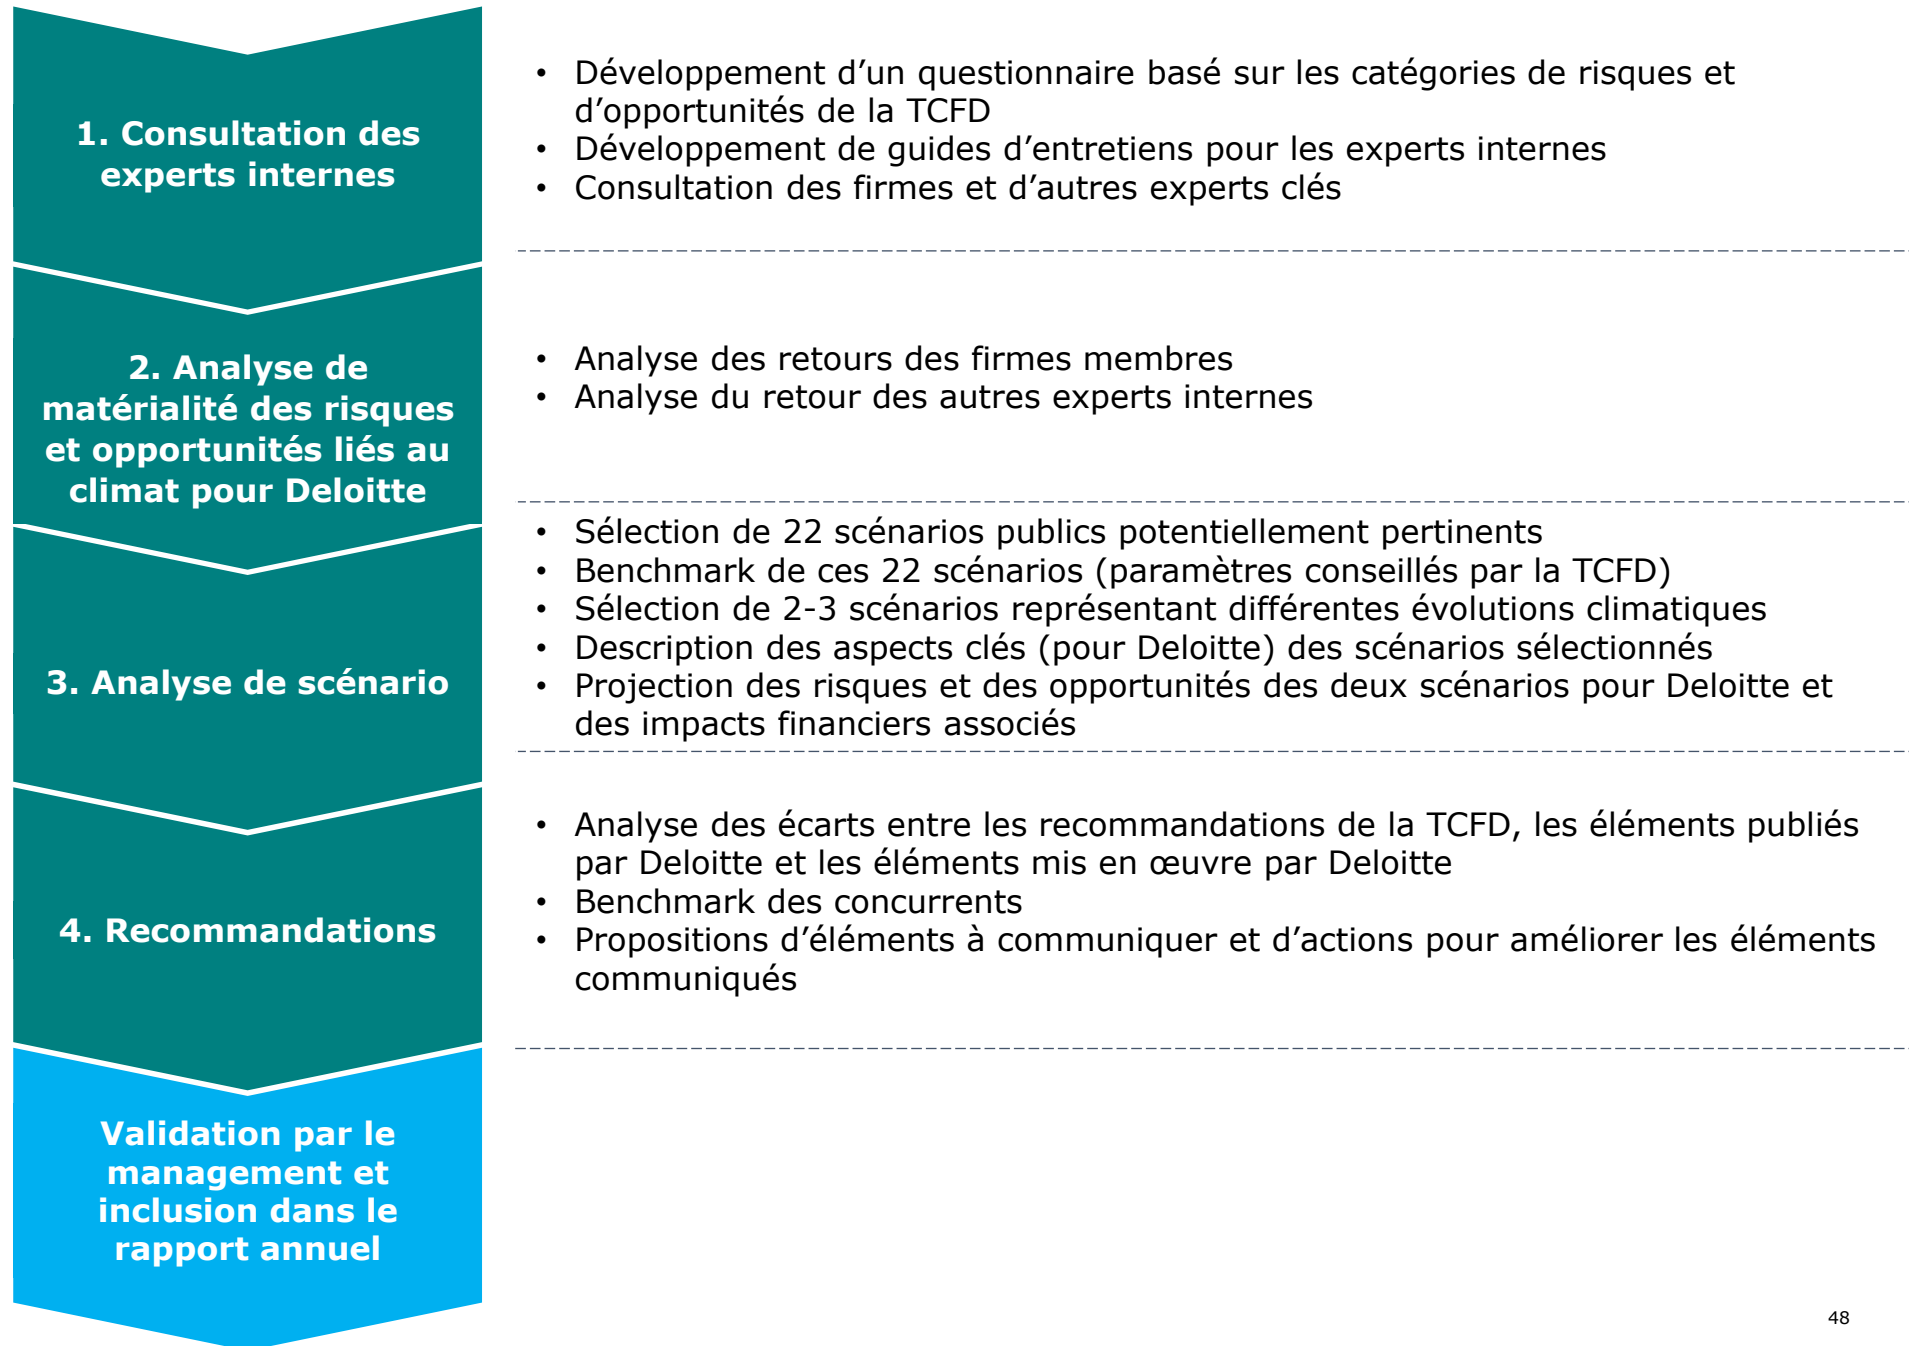 1. Consultation des
experts internes
• Développement d’un questionnaire basé sur les catégories de risques et
d’opportunités de la TCFD
• Développement de guides d’entretiens pour les experts internes
• Consultation des firmes et d’autres experts clés
2. Analyse de
matérialité des risques
et opportunités liés au
climat pour Deloitte
• Analyse des retours des firmes membres
• Analyse du retour des autres experts internes
3. Analyse de scénario
• Sélection de 22 scénarios publics potentiellement pertinents
• Benchmark de ces 22 scénarios (paramètres conseillés par la TCFD)
• Sélection de 2-3 scénarios représentant différentes évolutions climatiques
• Description des aspects clés (pour Deloitte) des scénarios sélectionnés
• Projection des risques et des opportunités des deux scénarios pour Deloitte et
des impacts financiers associés
4. Recommandations
• Analyse des écarts entre les recommandations de la TCFD, les éléments publiés
par Deloitte et les éléments mis en œuvre par Deloitte
• Benchmark des concurrents
• Propositions d’éléments à communiquer et d’actions pour améliorer les éléments
communiqués
Validation par le
management et
inclusion dans le
rapport annuel
48